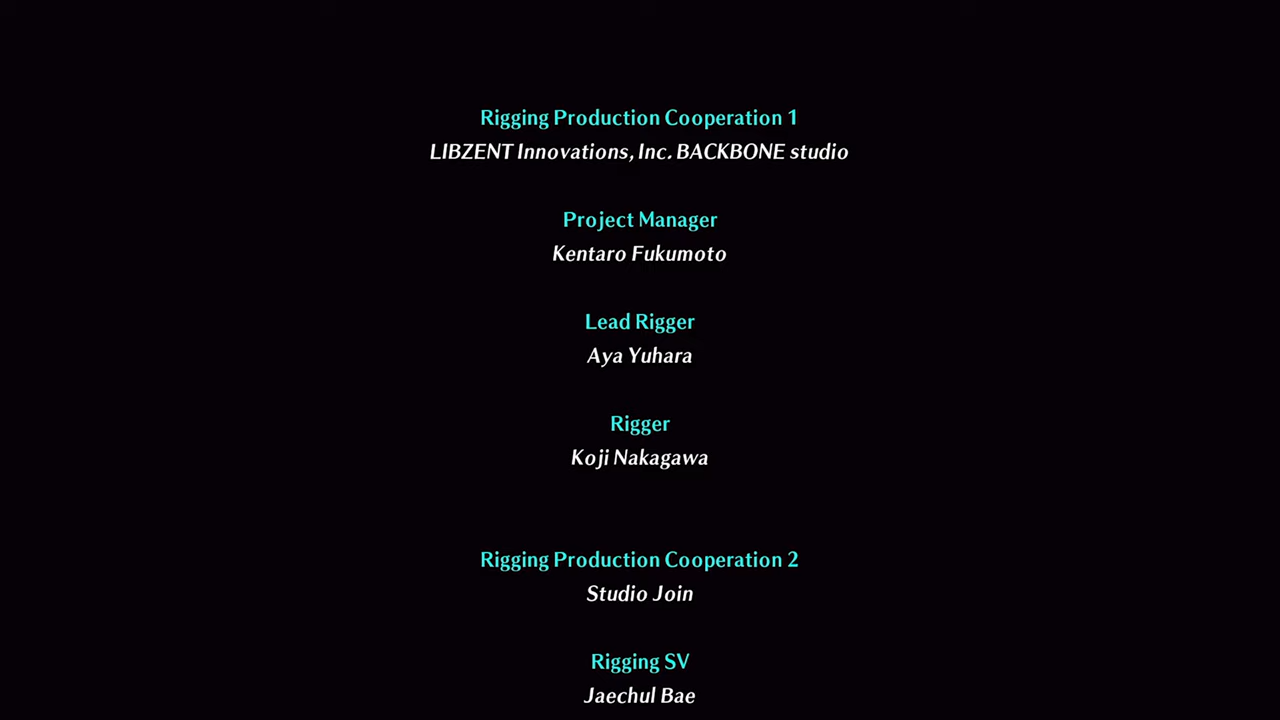 Rigging Production Cooperation 1
LIBZENT Innovations, Inc. BACKBONE studio
Project Manager
Kentaro Fukumoto
Lead Rigger
Aya Yuhara
Rigger
Koji Nakagawa
Rigging Production Cooperation 2
Studio Join
Rigging SV
Jaechul Bae